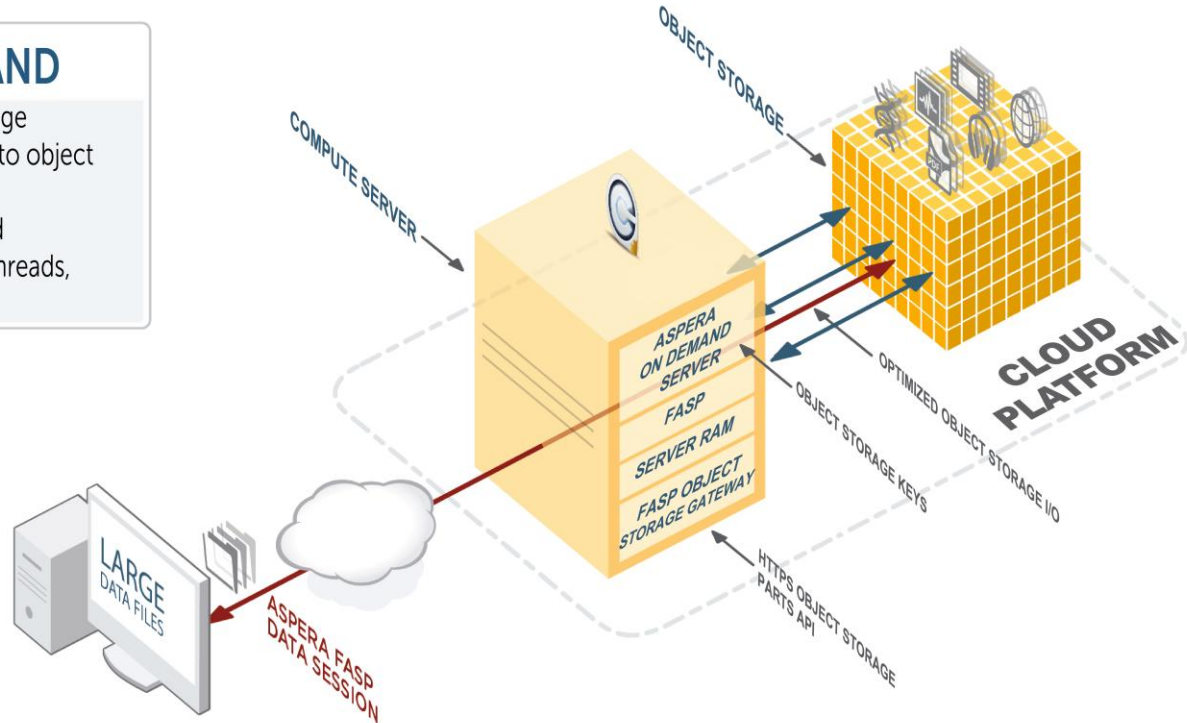 AND
ge
to object
d
hreads,
OBJECT STORAGE
COMPUTE SERVER
PDF
ASPERA
ON DEMAND
SERVER
FASP
SERVER RAM
FASP OBJECT
STORAGE GATEWAY
CLOUD
PLATFORM
OPTIMIZED OBJECT STORAGE I/O
OBJECT STORAGE KEYS
HTTPS OBJECT STORAGE
PARTS API
LARGE
DATA FILES
ASPERA FASP
DATA SESSION